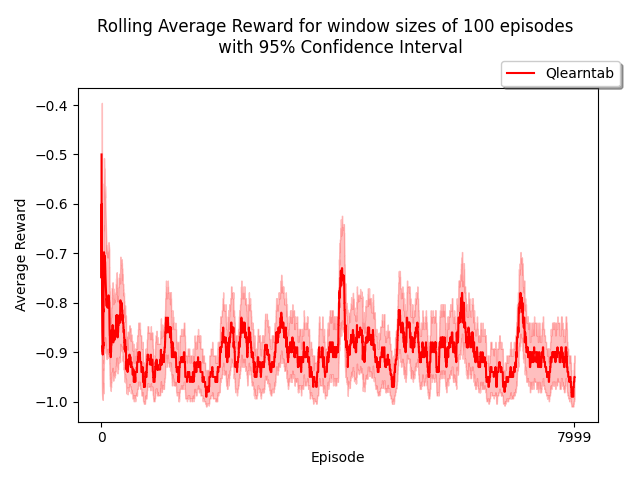 Rolling Average Reward for window sizes of 100 episodes
with 95% Confidence Interval
Qlearntab
−0.4
−0.5
−0.6
−0.7
−0.8
−0.9
−1.0
Average Reward
0 7999
Episode